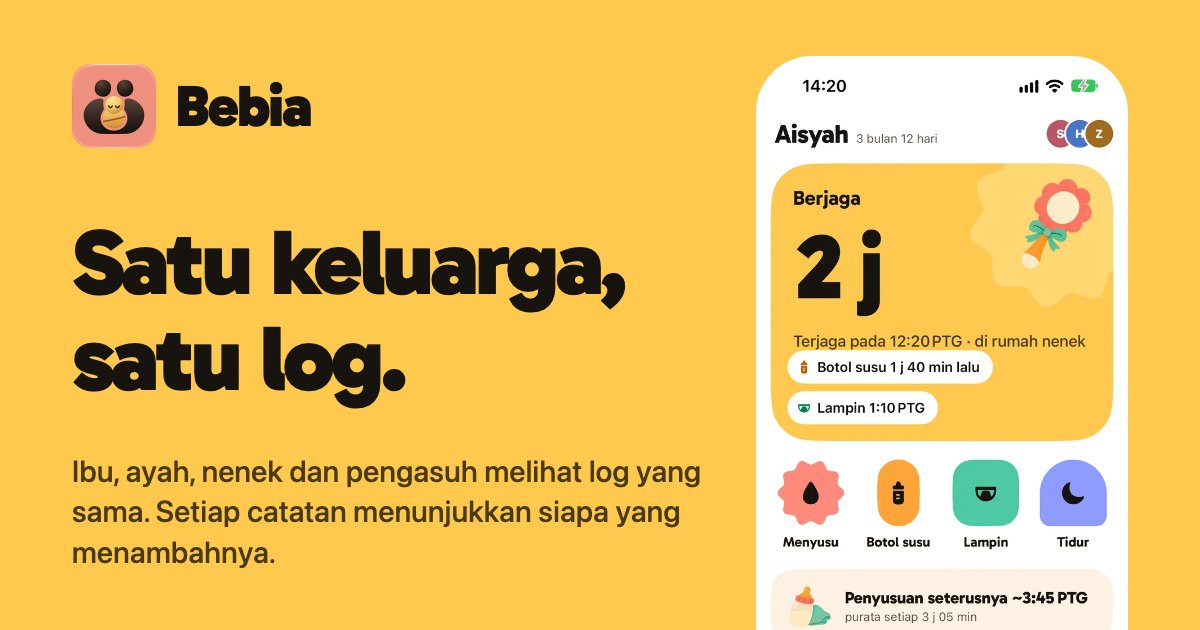 Bebia
Satu keluarga,
satu log.
Ibu, ayah, nenek dan pengasuh melihat log yang
sama. Setiap catatan menunjukkan siapa yang
menambahnya.
14:20
Aisyah 3 bulan 12 hari
S H Z
Berjaga
2 j
Terjaga pada 12:20 PTG · di rumah nenek
Botol susu 1 j 40 min lalu
Lampin 1:10 PTG
Menyusu Botol susu Lampin Tidur
Penyusuan seterusnya ~3:45 PTG
purata setiap 3 j 05 min